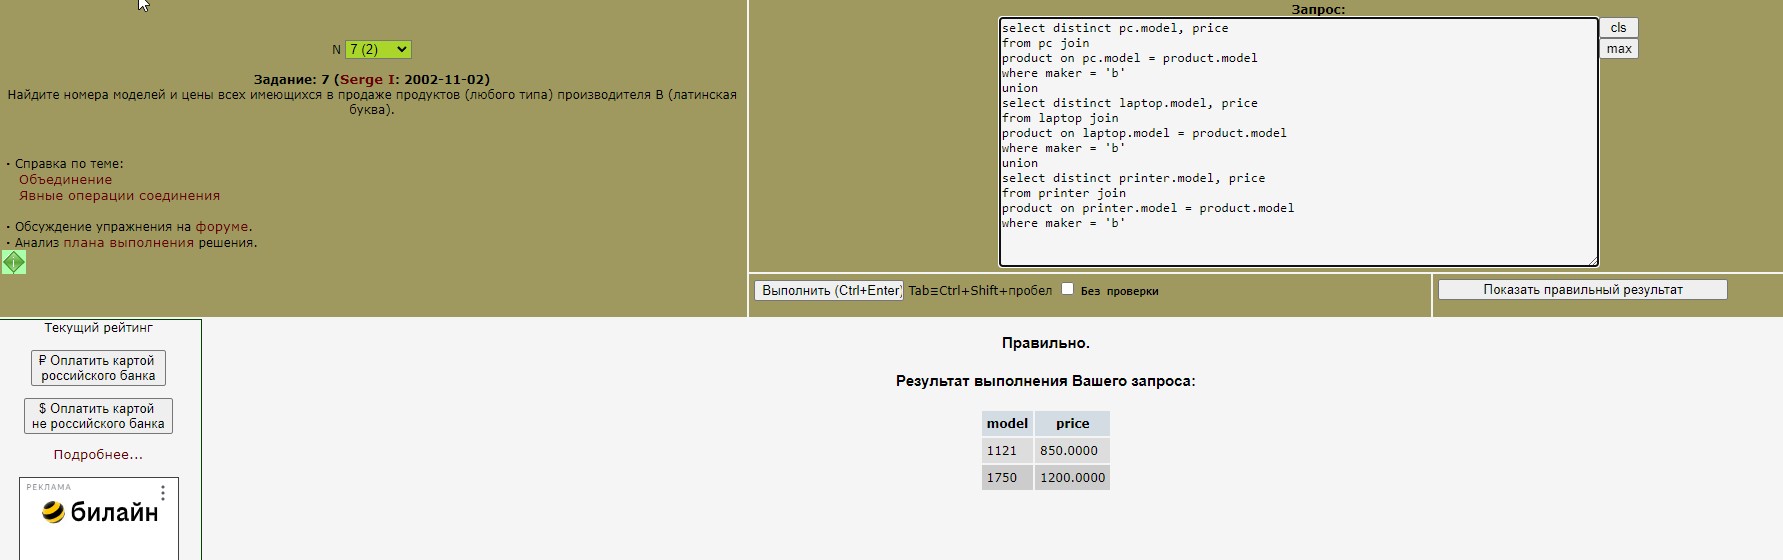 N 7 (2)
Задание: 7 (Serge I: 2002-11-02)
Найдите номера моделей и цены всех имеющихся в продаже продуктов (любого типа) производителя B (латинская
буква).
· Справка по теме:
Объединение
Явные операции соединения
· Обсуждение упражнения на форуме.
· Анализ плана выполнения решения.
Запрос:
select distinct pc.model, price
from pc join
product on pc.model = product.model
where maker = 'b'
union
select distinct laptop.model, price
from laptop join
product on laptop.model = product.model
where maker = 'b'
union
select distinct printer.model, price
from printer join
product on printer.model = product.model
where maker = 'b'
cls
max
Выполнить (Ctrl+Enter) Tab≡Ctrl+Shift+пробел Без проверки
Показать правильный результат
Текущий рейтинг
₽ Оплатить картой
российского банка
$ Оплатить картой
не российского банка
Подробнее...
РЕКЛАМА
билайн
Правильно.
Результат выполнения Вашего запроса:
model price
1121 850.0000
1750 1200.0000